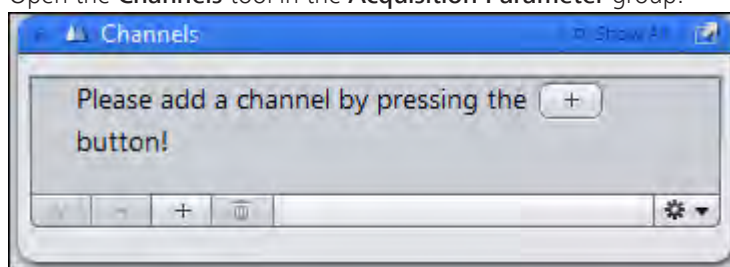 Open the Channels tool in the Acquisition Parameter group.
Channels Show All
Please add a channel by pressing the +
button!
+